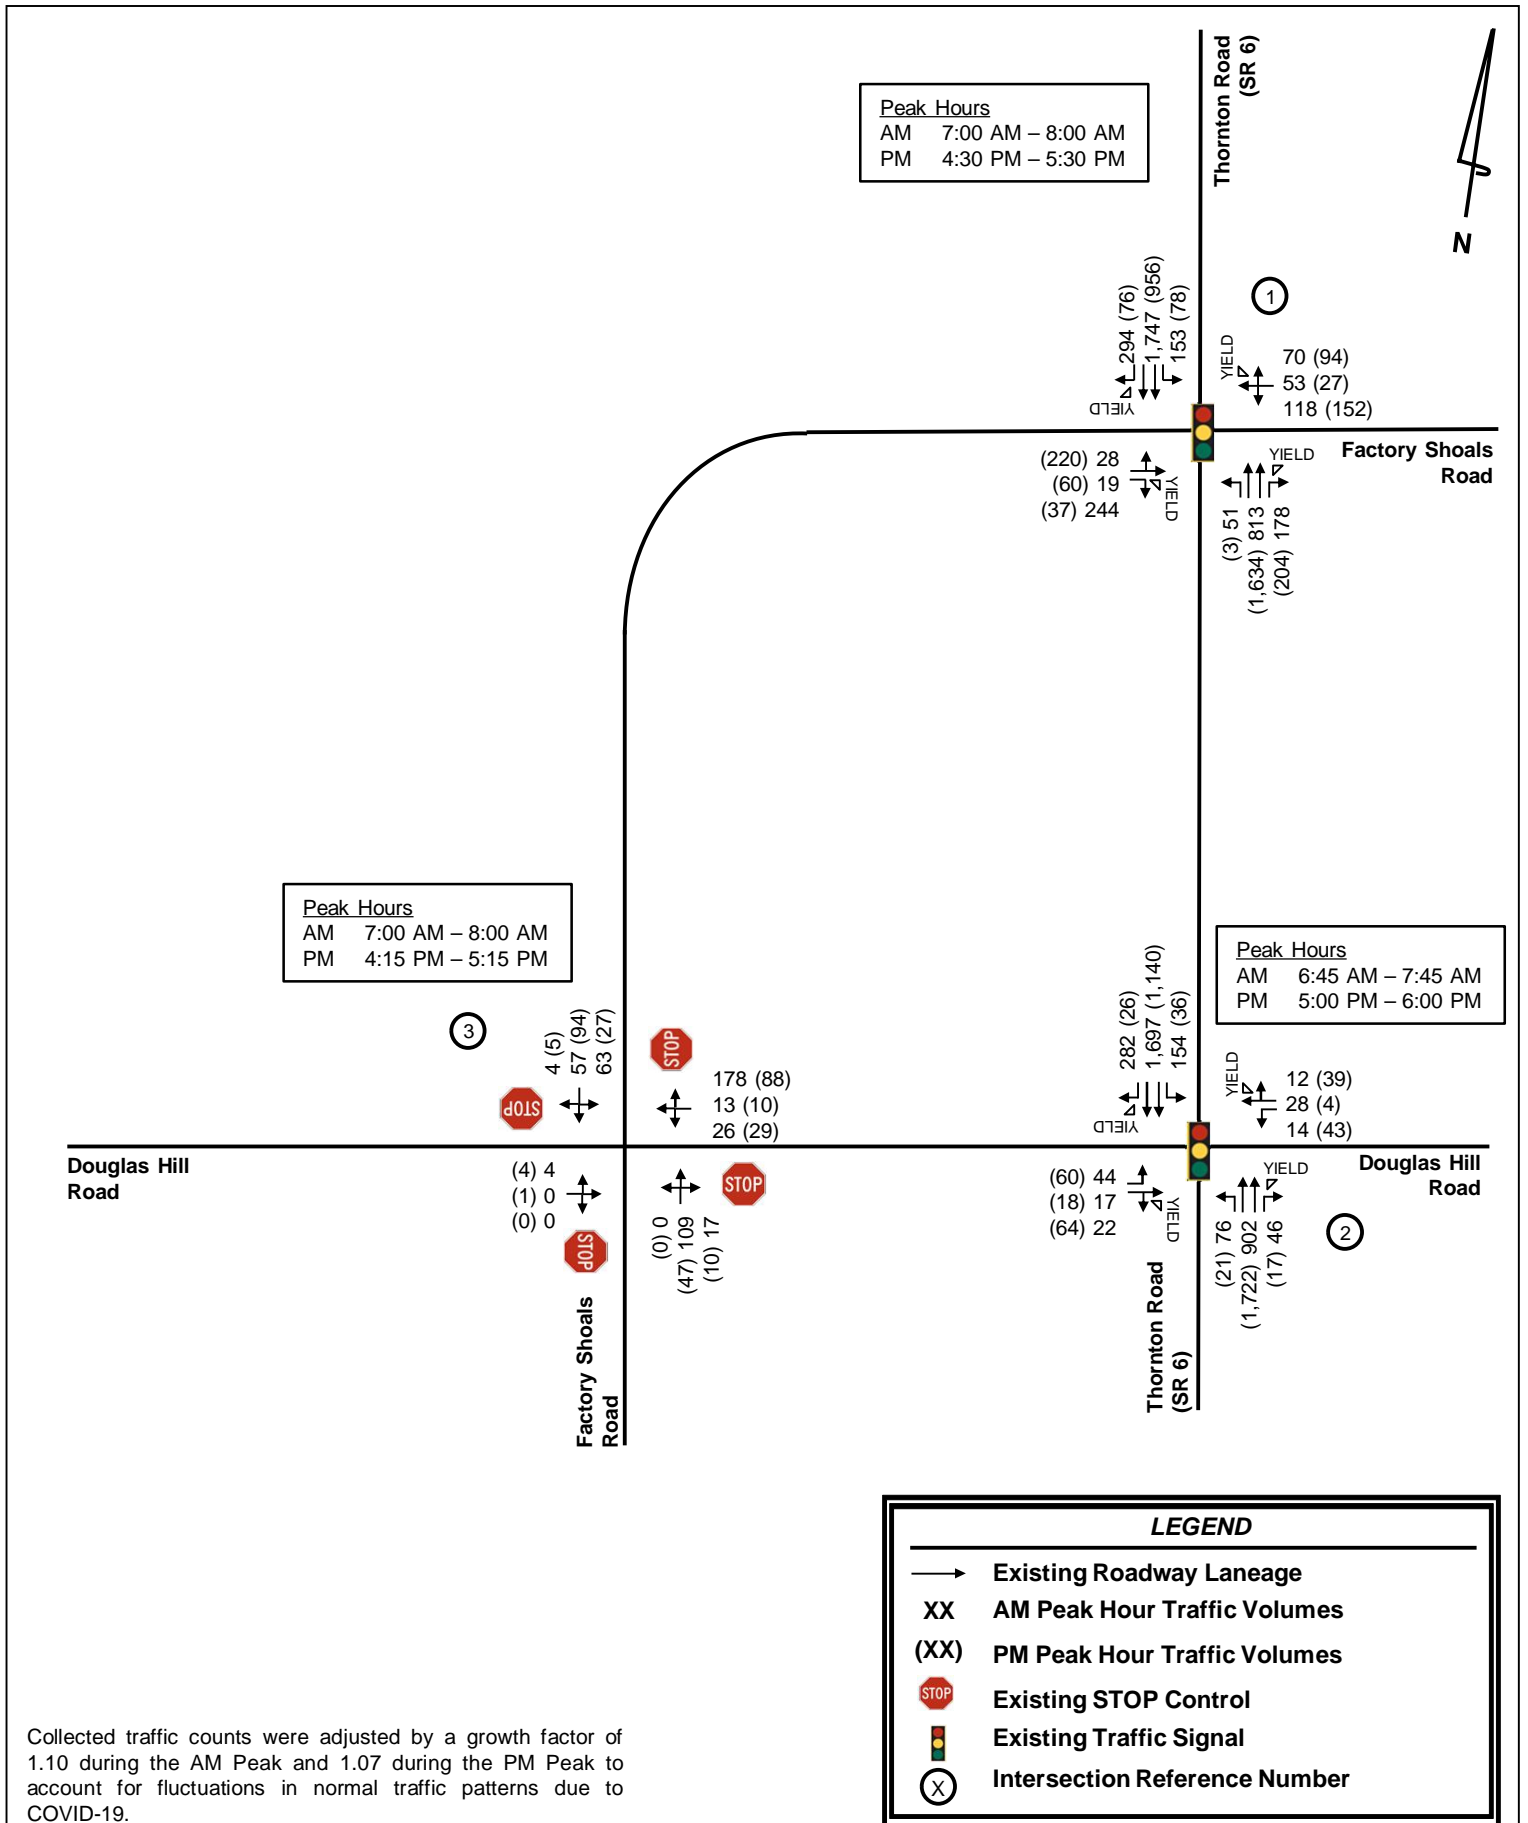 Thornton Road
(SR 6)
Peak Hours
AM 7:00 AM – 8:00 AM
PM 4:30 PM – 5:30 PM
N
294 (76)
1,747 (956)
153 (78)
1
YIELD
YIELD
70 (94)
53 (27)
118 (152)
Factory Shoals
Road
(220) 28
(60) 19
(37) 244
YIELD
YIELD
(3) 51
(1,634) 813
(204) 178
Peak Hours
AM 7:00 AM – 8:00 AM
PM 4:15 PM – 5:15 PM
Peak Hours
AM 6:45 AM – 7:45 AM
PM 5:00 PM – 6:00 PM
3
4 (5)
57 (94)
63 (27)
STOP
STOP
178 (88)
13 (10)
26 (29)
282 (26)
1,697 (1,140)
154 (36)
YIELD
YIELD
12 (39)
28 (4)
14 (43)
Douglas Hill
Road
(4) 4
(1) 0
(0) 0
STOP
STOP
(0) 0
(47) 109
(10) 17
(60) 44
(18) 17
(64) 22
YIELD
YIELD
(21) 76
(1,722) 902
(17) 46
Douglas Hill
Road
2
Factory Shoals
Road
Thornton Road
(SR 6)
LEGEND
Existing Roadway Laneage
XX AM Peak Hour Traffic Volumes
(XX) PM Peak Hour Traffic Volumes
STOP Existing STOP Control
Existing Traffic Signal
X Intersection Reference Number
Collected traffic counts were adjusted by a growth factor of
1.10 during the AM Peak and 1.07 during the PM Peak to
account for fluctuations in normal traffic patterns due to
COVID-19.